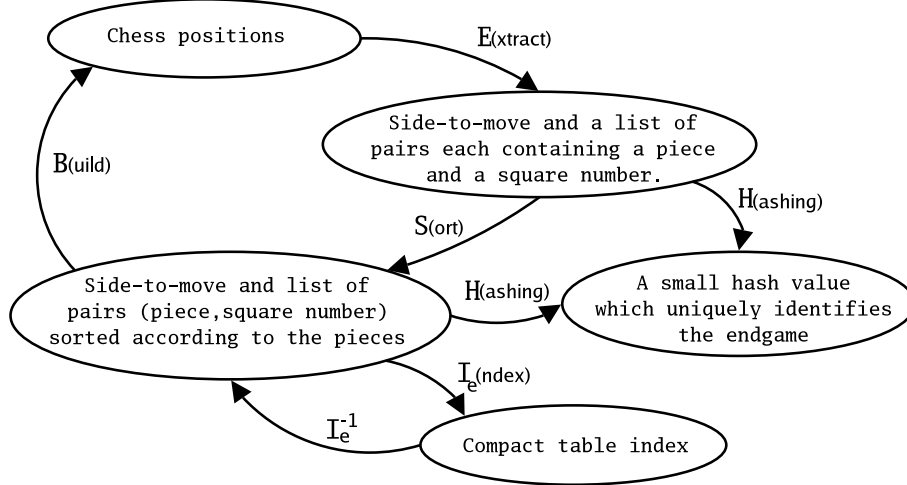 Chess positions
E(xtract)
Side-to-move and a list of
pairs each containing a piece
and a square number.
B(uild)
H(ashing)
S(ort)
Side-to-move and list of
pairs (piece,square number)
sorted according to the pieces
H(ashing)
A small hash value
which uniquely identifies
the endgame
I_e(ndex)
I_e^-1
Compact table index